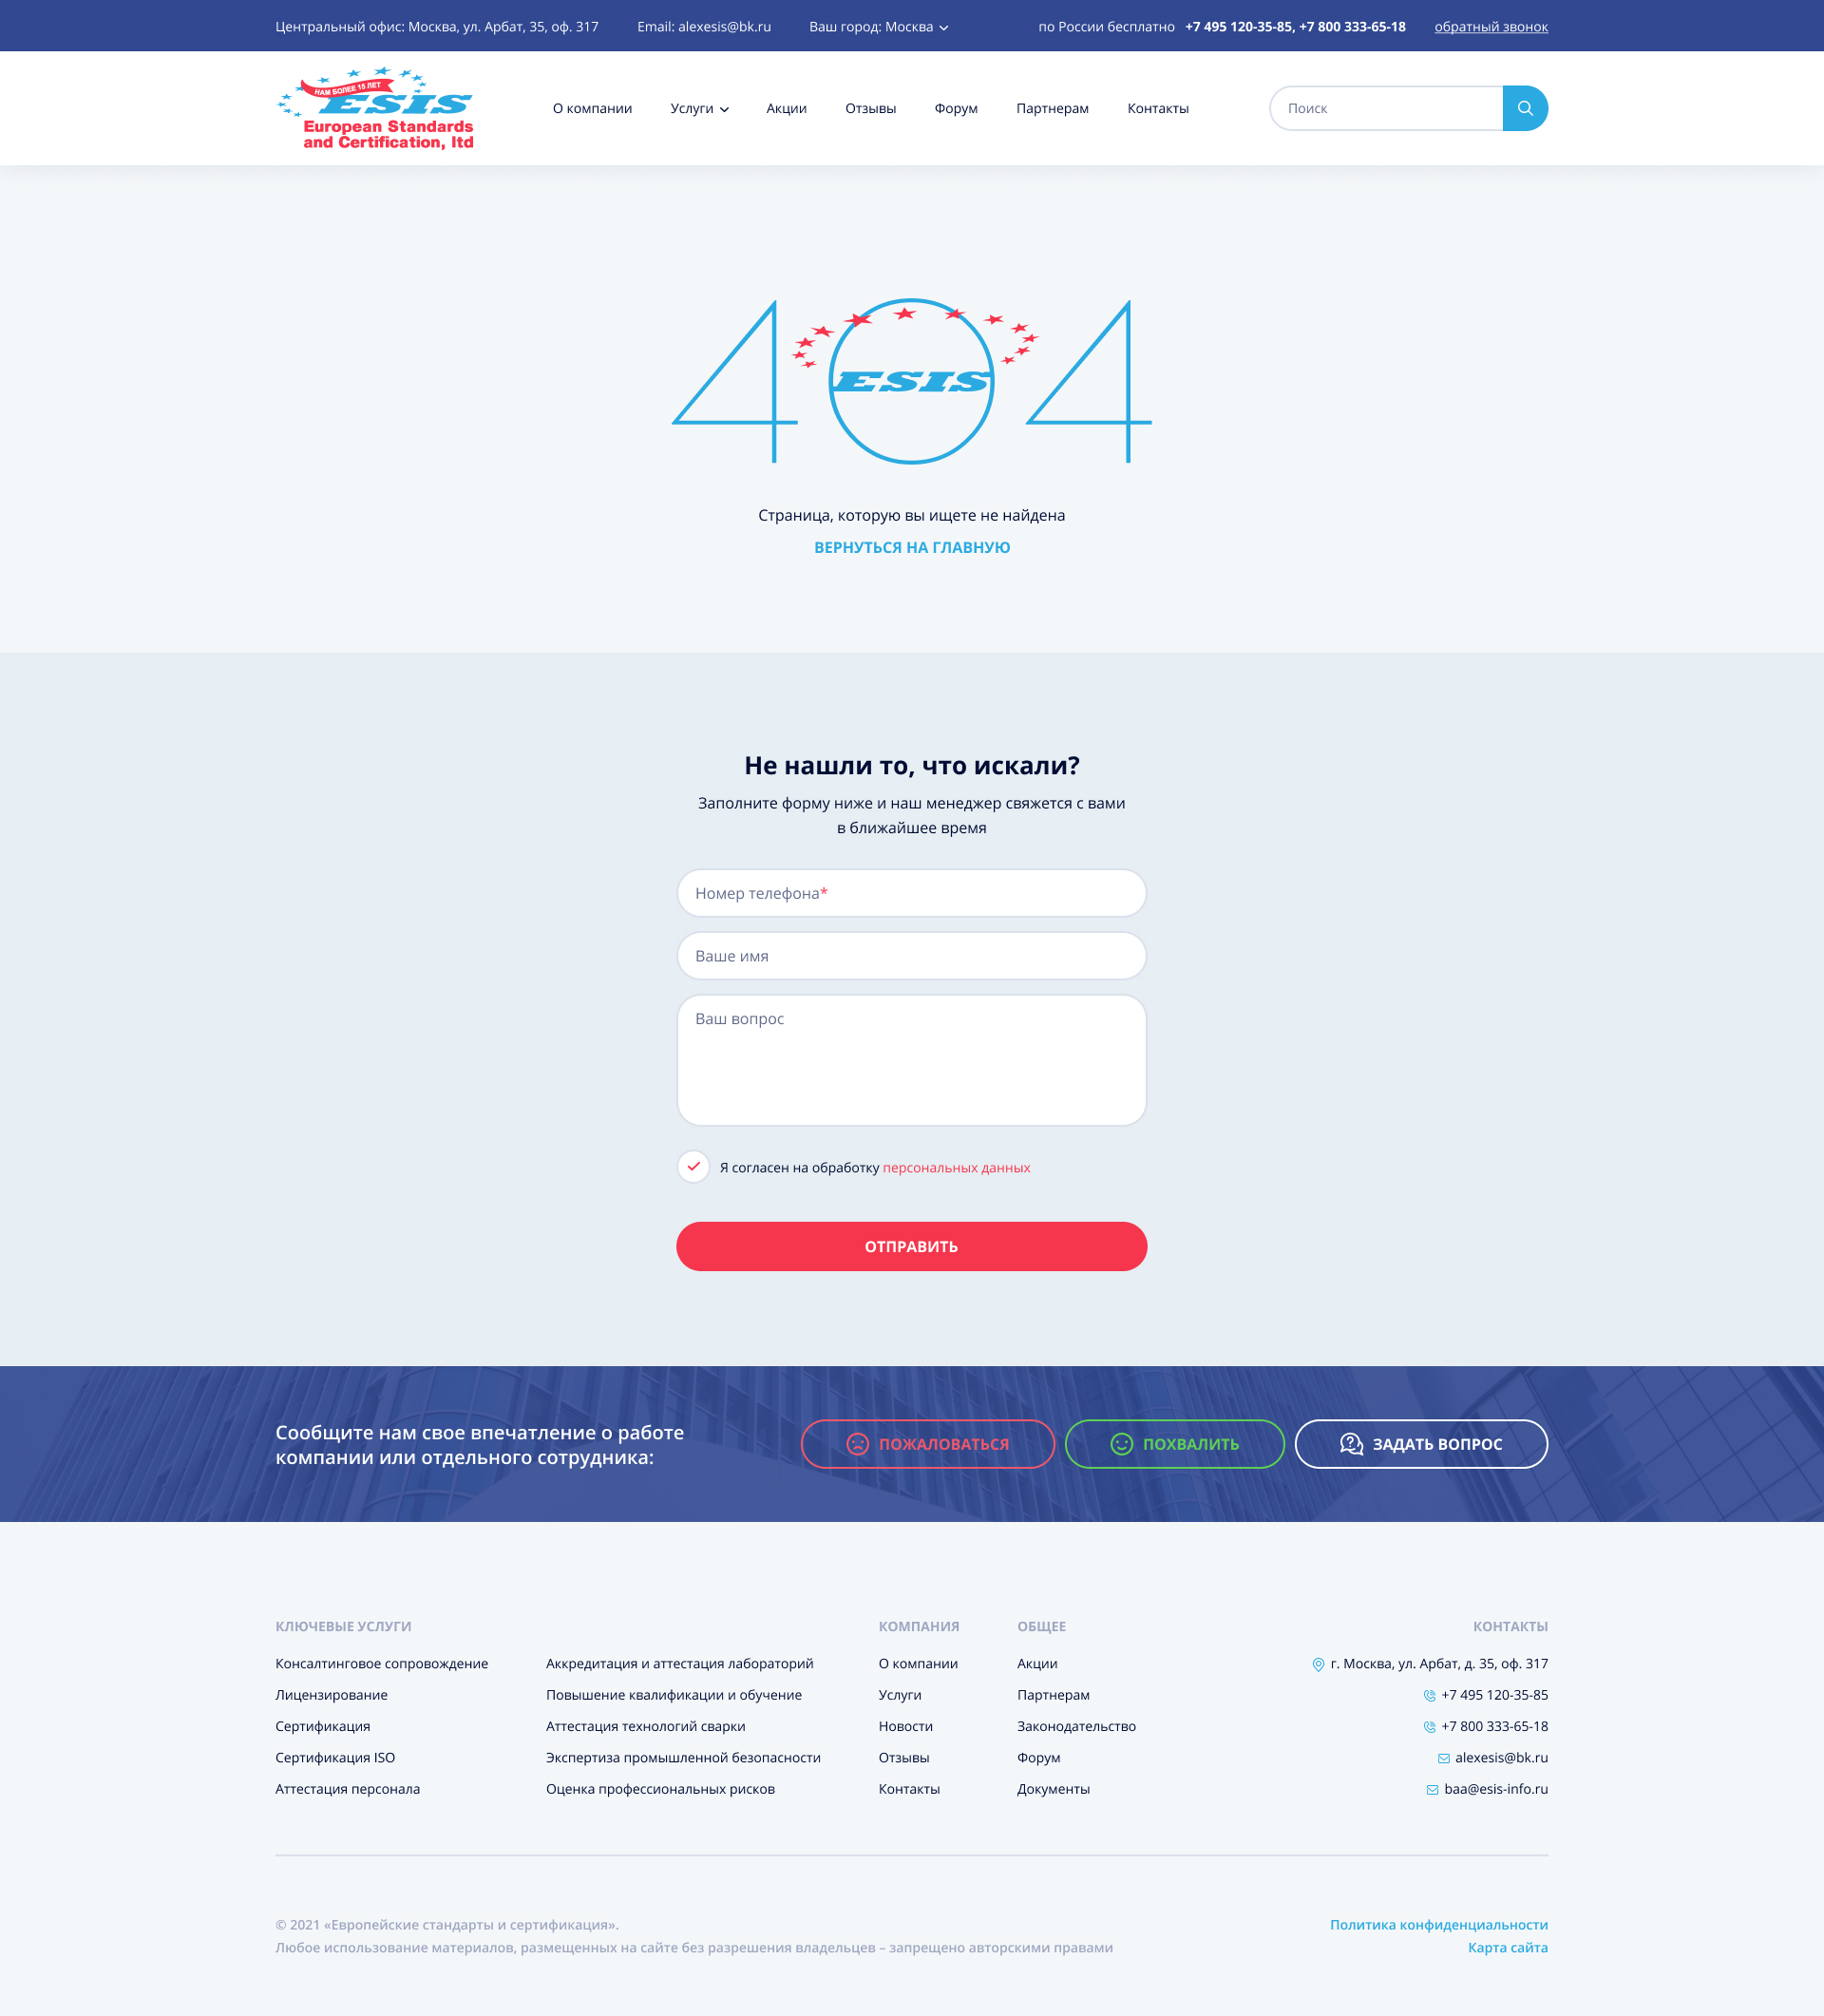 Центральный офис: Москва, ул. Арбат, 35, оф. 317
Email: alexesis@bk.ru
Ваш город: Москва
по России бесплатно +7 495 120-35-85, +7 800 333-65-18
обратный звонок
НАМ БОЛЕЕ 15 ЛЕТ
ESIS
European Standards
and Certification, ltd
О компании
Услуги
Акции
Отзывы
Форум
Партнерам
Контакты
Поиск
404
ESIS
Страница, которую вы ищете не найдена
ВЕРНУТЬСЯ НА ГЛАВНУЮ
Не нашли то, что искали?
Заполните форму ниже и наш менеджер свяжется с вами
в ближайшее время
Номер телефона*
Ваше имя
Ваш вопрос
Я согласен на обработку персональных данных
ОТПРАВИТЬ
Сообщите нам свое впечатление о работе
компании или отдельного сотрудника:
ПОЖАЛОВАТЬСЯ
ПОХВАЛИТЬ
ЗАДАТЬ ВОПРОС
КЛЮЧЕВЫЕ УСЛУГИ
Консалтинговое сопровождение
Лицензирование
Сертификация
Сертификация ISO
Аттестация персонала
Аккредитация и аттестация лабораторий
Повышение квалификации и обучение
Аттестация технологий сварки
Экспертиза промышленной безопасности
Оценка профессиональных рисков
КОМПАНИЯ
О компании
Услуги
Новости
Отзывы
Контакты
ОБЩЕЕ
Акции
Партнерам
Законодательство
Форум
Документы
КОНТАКТЫ
г. Москва, ул. Арбат, д. 35, оф. 317
+7 495 120-35-85
+7 800 333-65-18
alexesis@bk.ru
baa@esis-info.ru
© 2021 «Европейские стандарты и сертификация».
Любое использование материалов, размещенных на сайте без разрешения владельцев – запрещено авторскими правами
Политика конфиденциальности
Карта сайта